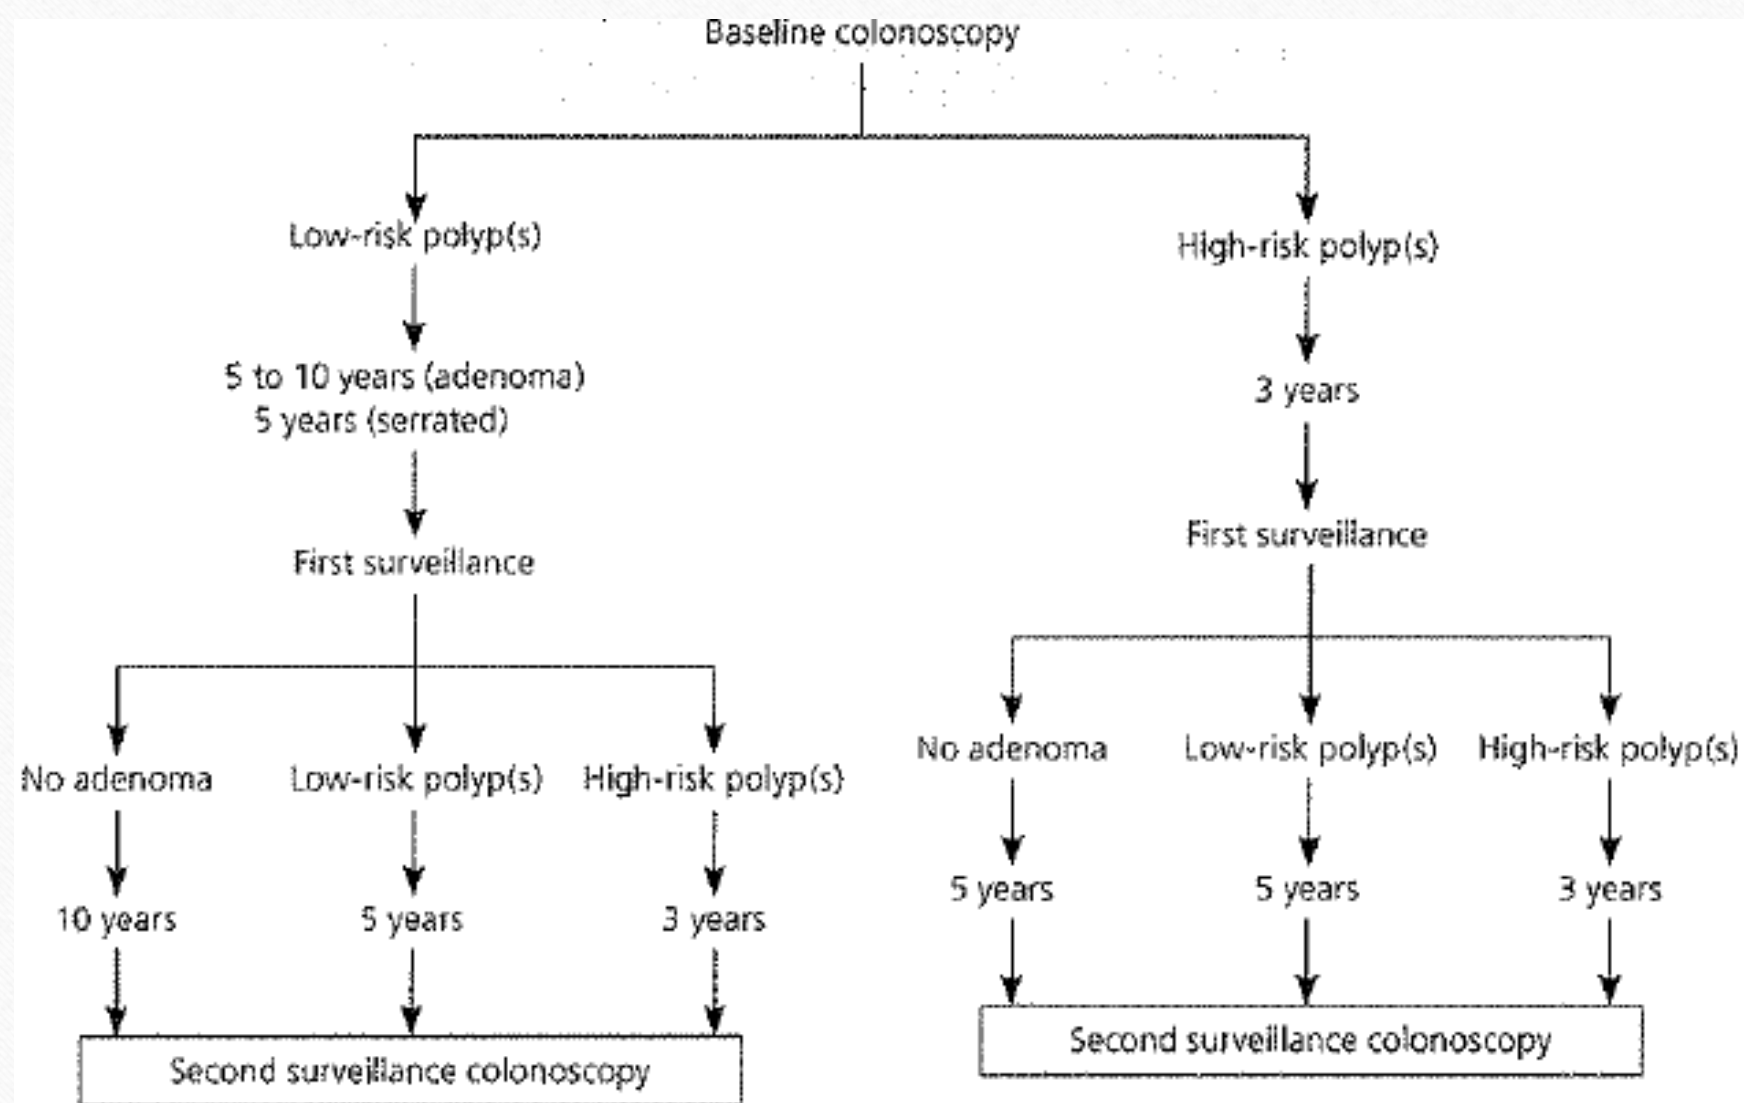 Baseline colonoscopy
Low-risk polyp(s)
High-risk polyp(s)
5 to 10 years (adenoma)
5 years (serrated)
3 years
First surveillance
First surveillance
No adenoma
Low-risk polyp(s)
High-risk polyp(s)
No adenoma
Low-risk polyp(s)
High-risk polyp(s)
10 years
5 years
3 years
5 years
5 years
3 years
Second surveillance colonoscopy
Second surveillance colonoscopy